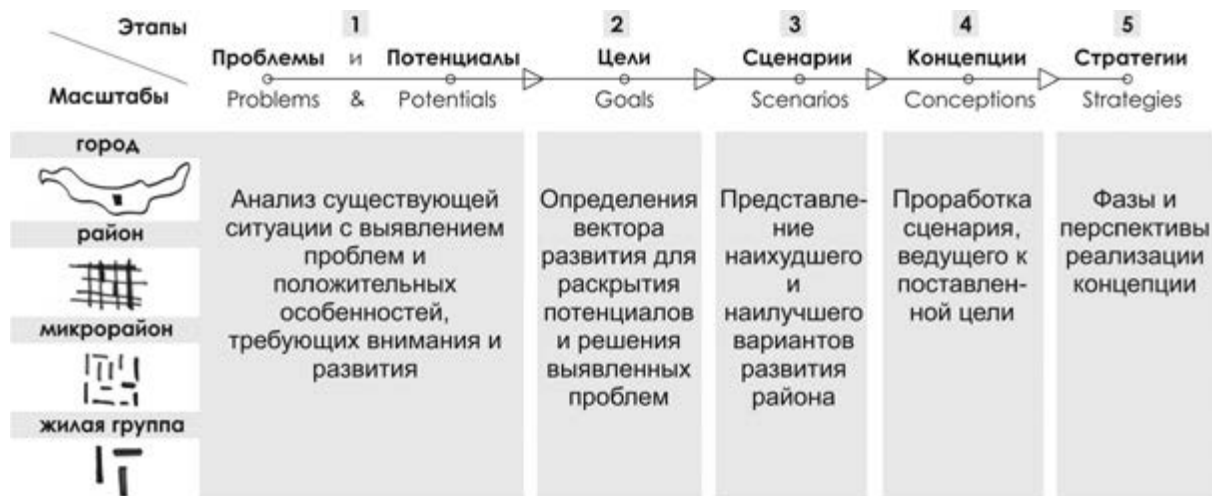 Этапы
Масштабы
1
Проблемы и Потенциалы
Problems & Potentials
2
Цели
Goals
3
Сценарии
Scenarios
4
Концепции
Conceptions
5
Стратегии
Strategies
город
район
микрорайон
жилая группа
Анализ существующей
ситуации с выявлением
проблем и
положительных
особенностей,
требующих внимания и
развития
Определения
вектора
развития для
раскрытия
потенциалов
и решения
выявленных
проблем
Представле-
ние
наихудшего
и
наилучшего
вариантов
развития
района
Проработка
сценария,
ведущего к
поставлен-
ной цели
Фазы и
перспективы
реализации
концепции